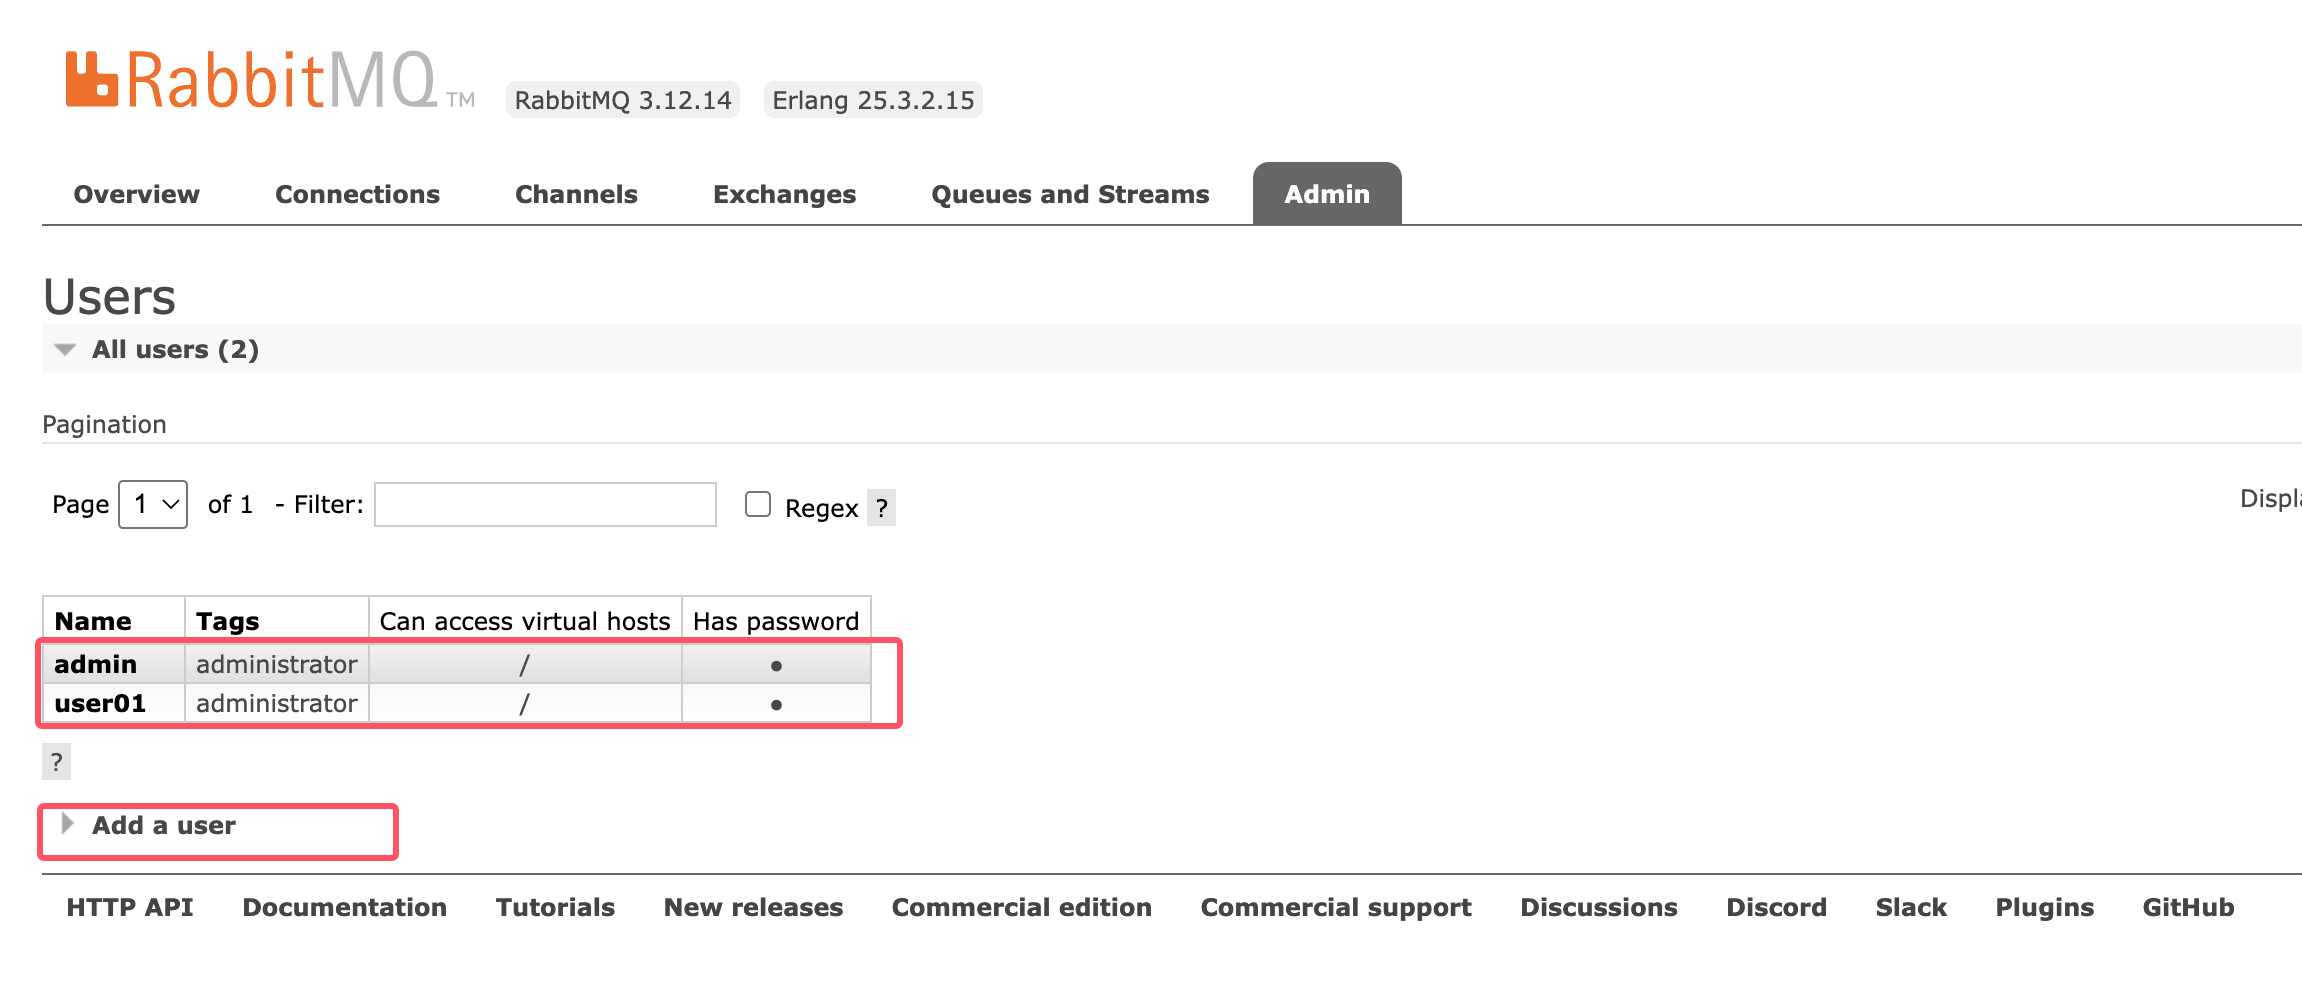 RabbitMQ TM RabbitMQ 3.12.14 Erlang 25.3.2.15
Overview Connections Channels Exchanges Queues and Streams Admin
Users
All users (2)
Pagination
Page 1 of 1 - Filter: Regex ? Displa
Name Tags Can access virtual hosts Has password
admin administrator / ●
user01 administrator / ●
?
Add a user
HTTP API Documentation Tutorials New releases Commercial edition Commercial support Discussions Discord Slack Plugins GitHub